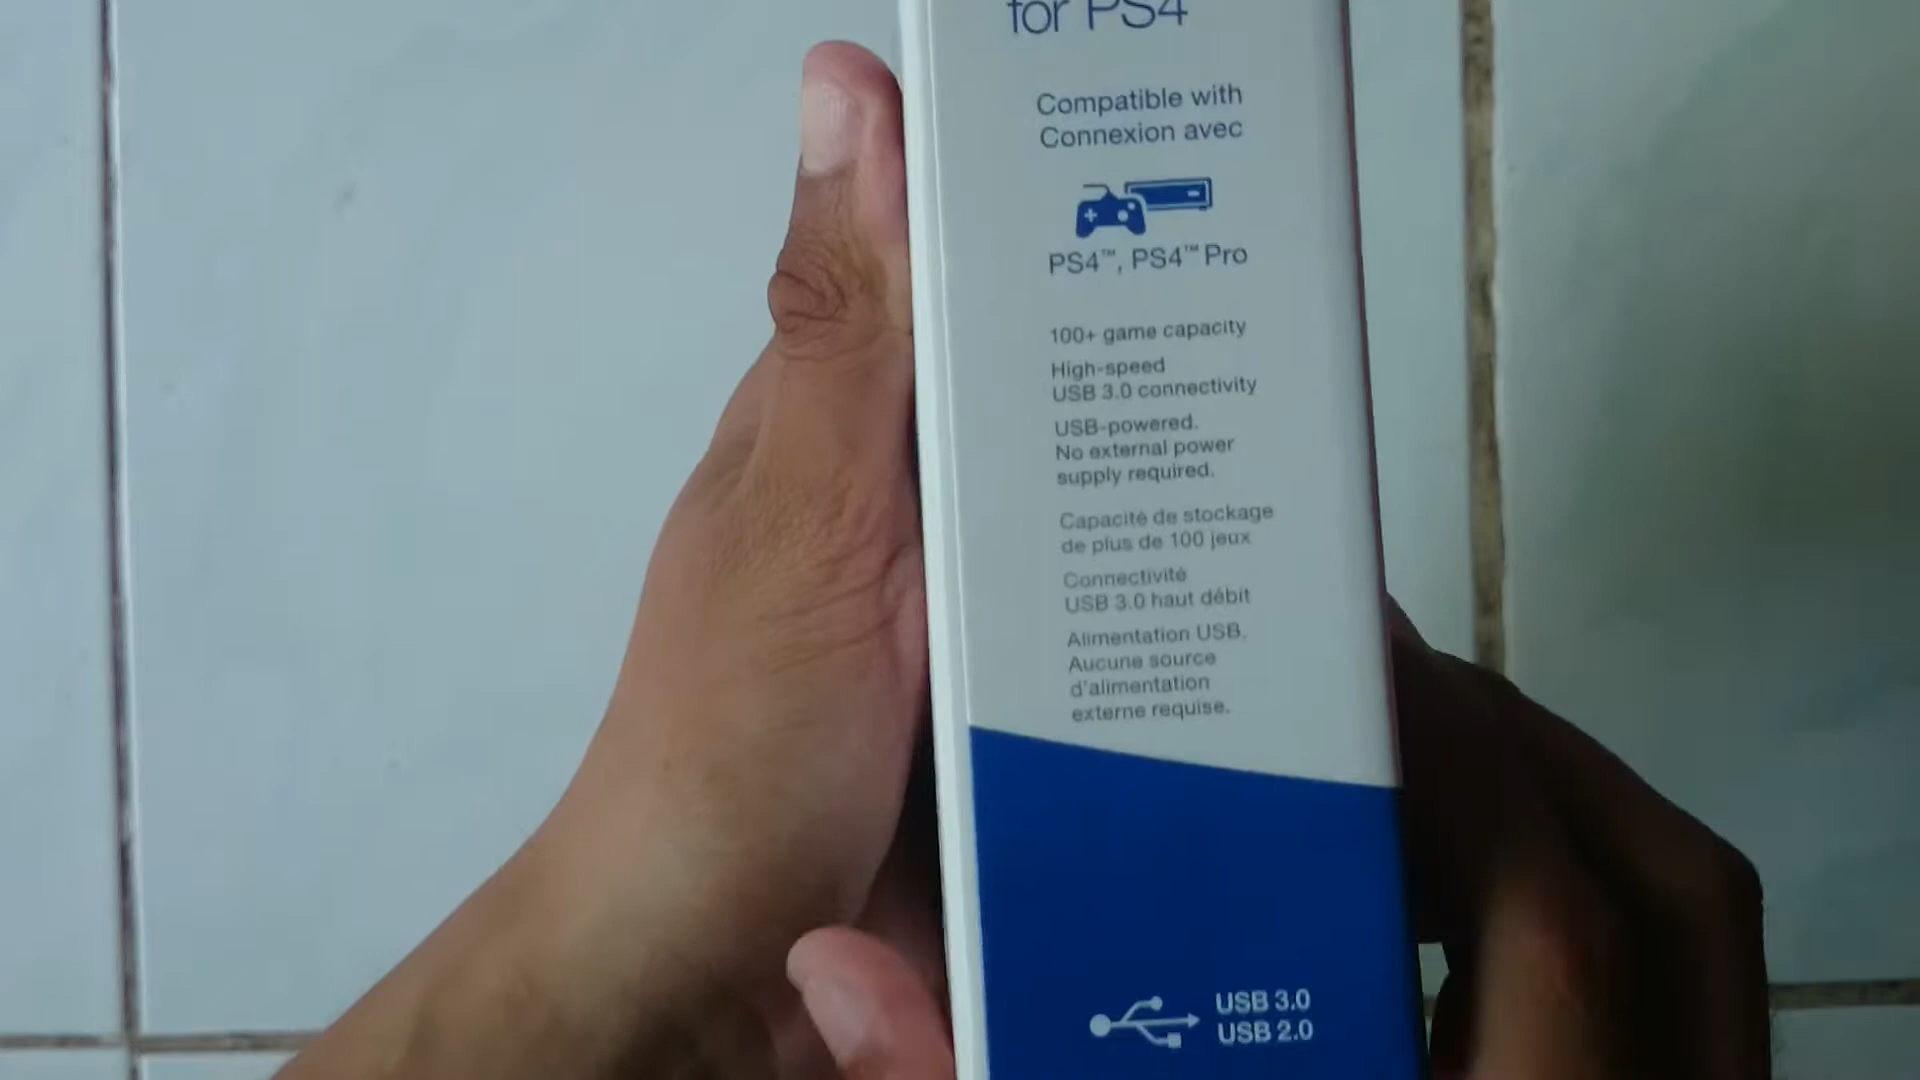 for PS4
Compatible with
Connexion avec
PS4™, PS4™ Pro
100+ game capacity
High-speed
USB 3.0 connectivity
USB-powered.
No external power
supply required.
Capacité de stockage
de plus de 100 jeux
Connectivité
USB 3.0 haut débit
Alimentation USB.
Aucune source
d'alimentation
externe requise.
USB 3.0
USB 2.0